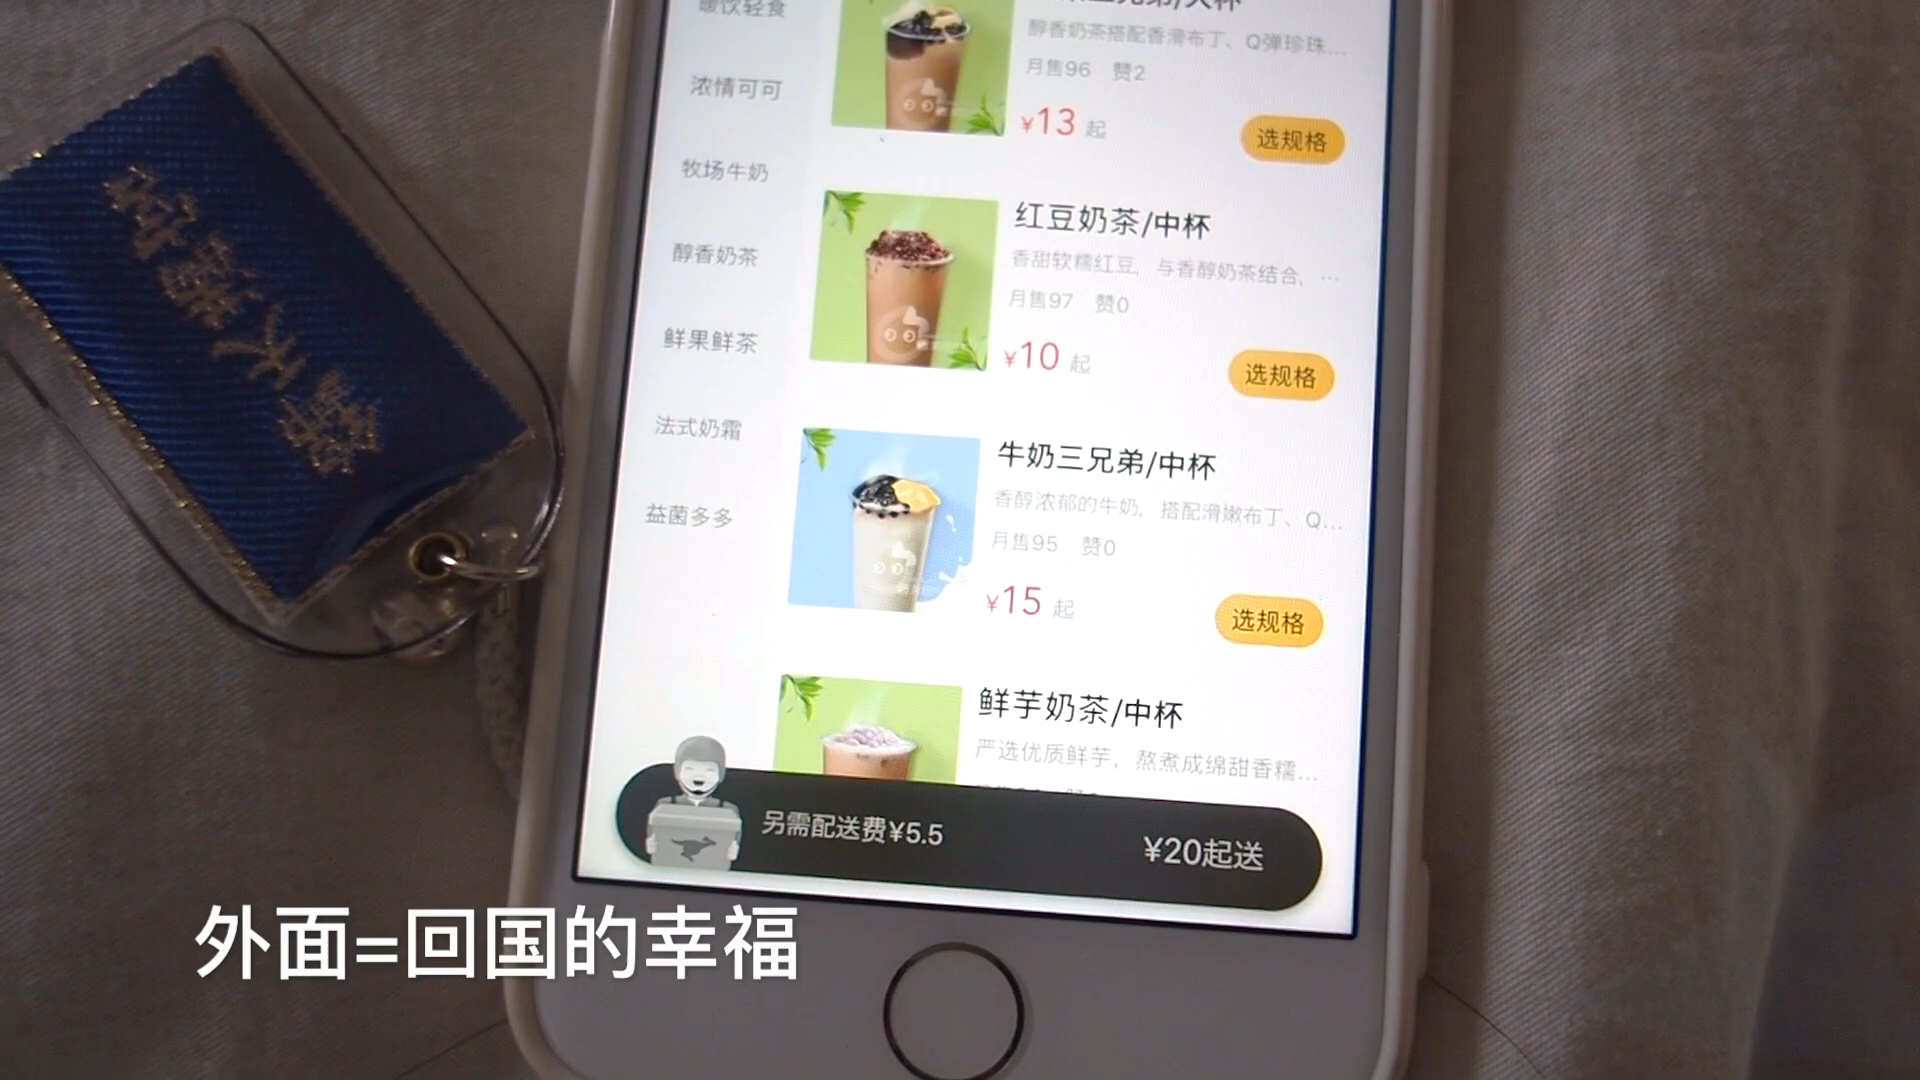 暖饮轻食
浓情可可
牧场牛奶
醇香奶茶
鲜果鲜茶
法式奶霜
益菌多多
醇香奶茶搭配香滑布丁、Q弹珍珠...
月售96 赞2
¥13 起
选规格
红豆奶茶/中杯
香甜软糯红豆,与香醇奶茶结合,...
月售97 赞0
¥10 起
选规格
牛奶三兄弟/中杯
香醇浓郁的牛奶,搭配滑嫩布丁、Q...
月售95 赞0
¥15 起
选规格
鲜芋奶茶/中杯
严选优质鲜芋,熬煮成绵甜香糯...
另需配送费¥5.5
¥20起送
外面=回国的幸福